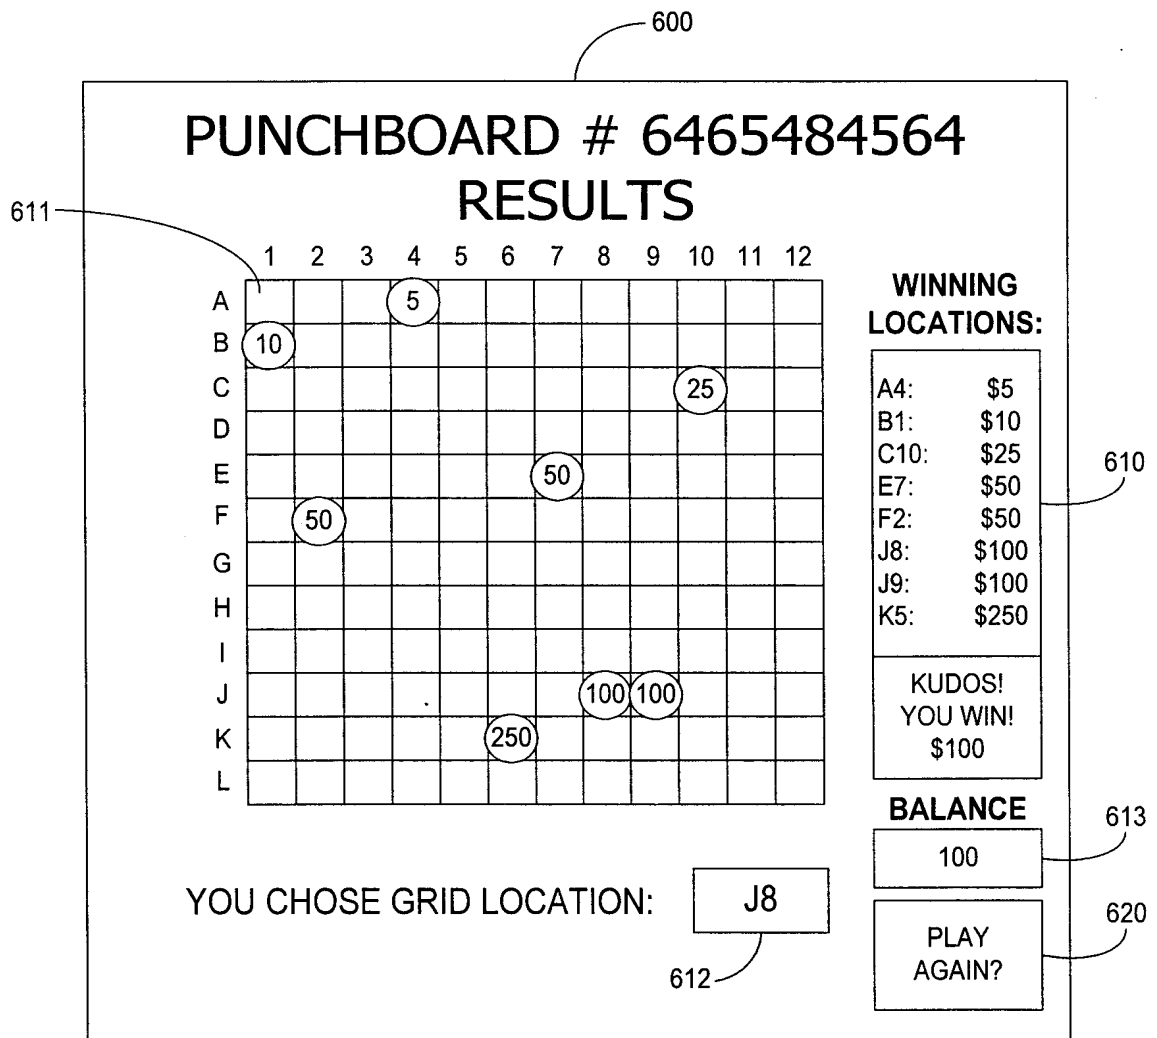 600
PUNCHBOARD # 6465484564
RESULTS
611
1 2 3 4 5 6 7 8 9 10 11 12
A 5
B 10
C 25
D
E 50
F 50
G
H
I
J 100 100
K 250
L
WINNING
LOCATIONS:
A4: $5
B1: $10
C10: $25
E7: $50
F2: $50
J8: $100
J9: $100
K5: $250
610
KUDOS!
YOU WIN!
$100
BALANCE
100
613
YOU CHOSE GRID LOCATION: J8
612
PLAY
AGAIN?
620